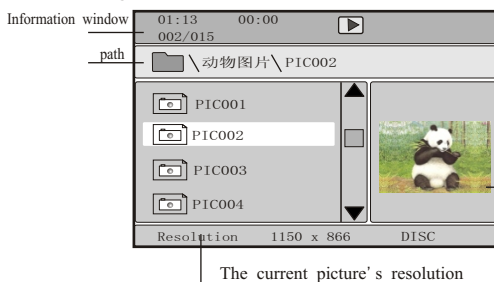 Information window
01:13 00:00
002/015
path
\动物图片\PIC002
PIC001
PIC002
PIC003
PIC004
Resolution 1150 x 866 DISC
The current picture's resolution